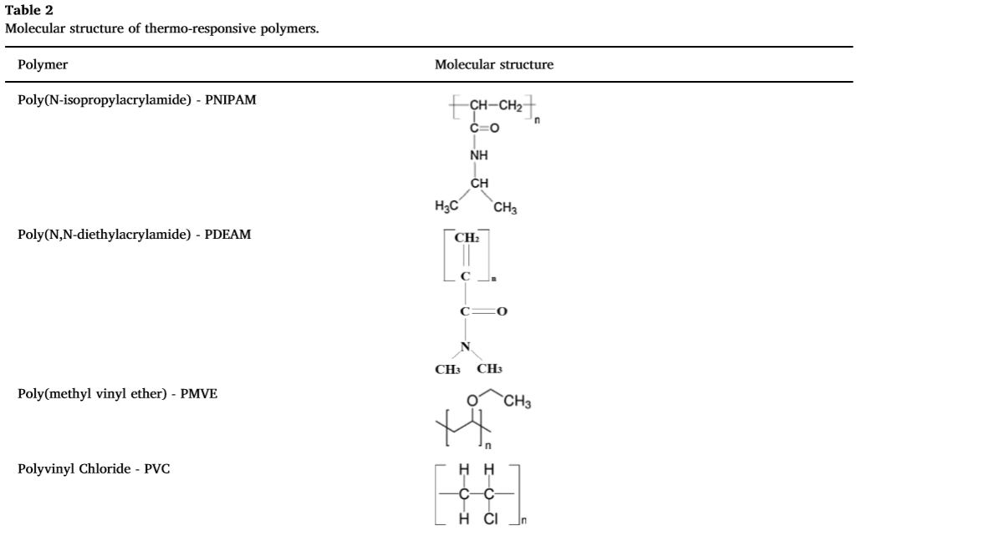 Table 2
Molecular structure of thermo-responsive polymers.
Polymer Molecular structure
Poly(N-isopropylacrylamide) - PNIPAM
CH–CH₂
n
C=O
NH
CH
H₃C CH₃
Poly(N,N-diethylacrylamide) - PDEAM
CH₂
C n
C=O
N
CH₃ CH₃
Poly(methyl vinyl ether) - PMVE
O CH₃
n
Polyvinyl Chloride - PVC
H H
C–C
H Cl n